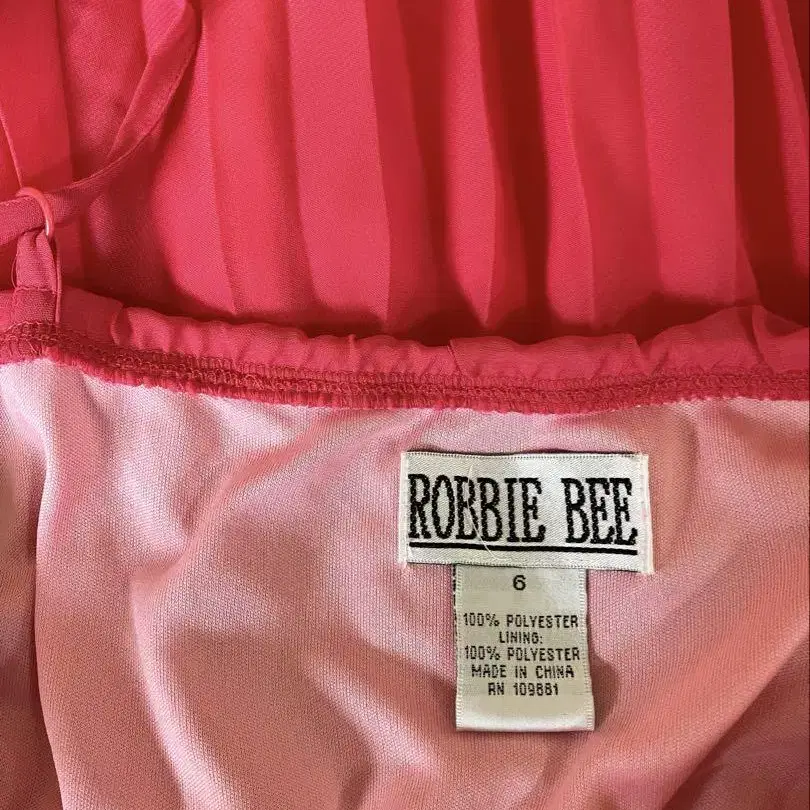 ROBBIE BEE
6
100% POLYESTER
LINING:
100% POLYESTER
MADE IN CHINA
RN 109881